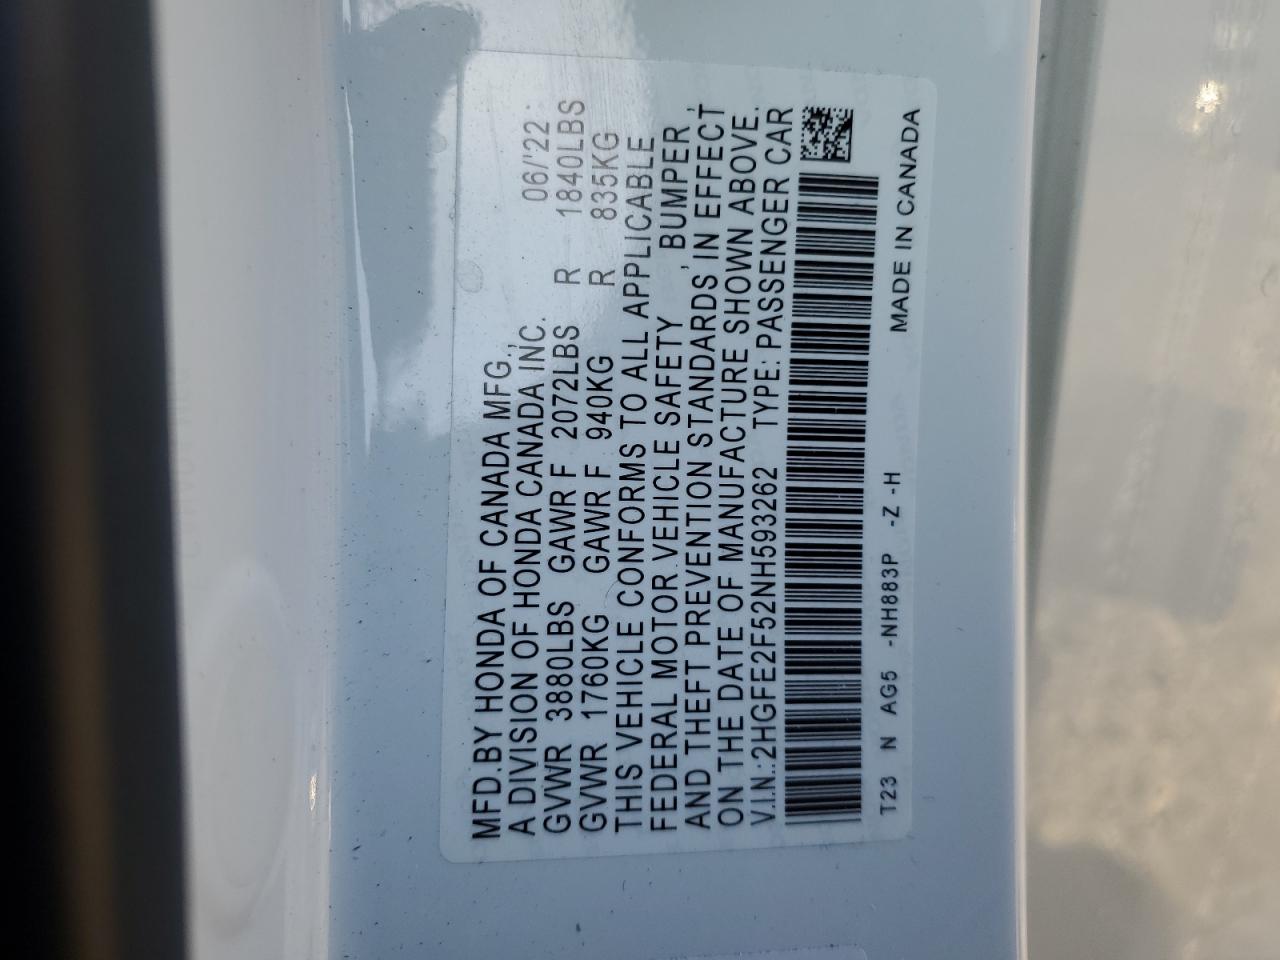 MFD.BY HONDA OF CANADA MFG.,
A DIVISION OF HONDA CANADA INC. 06/'22
GVWR 3880LBS GAWR F 2072LBS R 1840LBS
GVWR 1760KG GAWR F 940KG R 835KG
THIS VEHICLE CONFORMS TO ALL APPLICABLE
FEDERAL MOTOR VEHICLE SAFETY, BUMPER,
AND THEFT PREVENTION STANDARDS, IN EFFECT
ON THE DATE OF MANUFACTURE SHOWN ABOVE.
V.I.N.:2HGFE2F52NH593262 TYPE: PASSENGER CAR
T23 N AG5 -NH883P -Z -H MADE IN CANADA